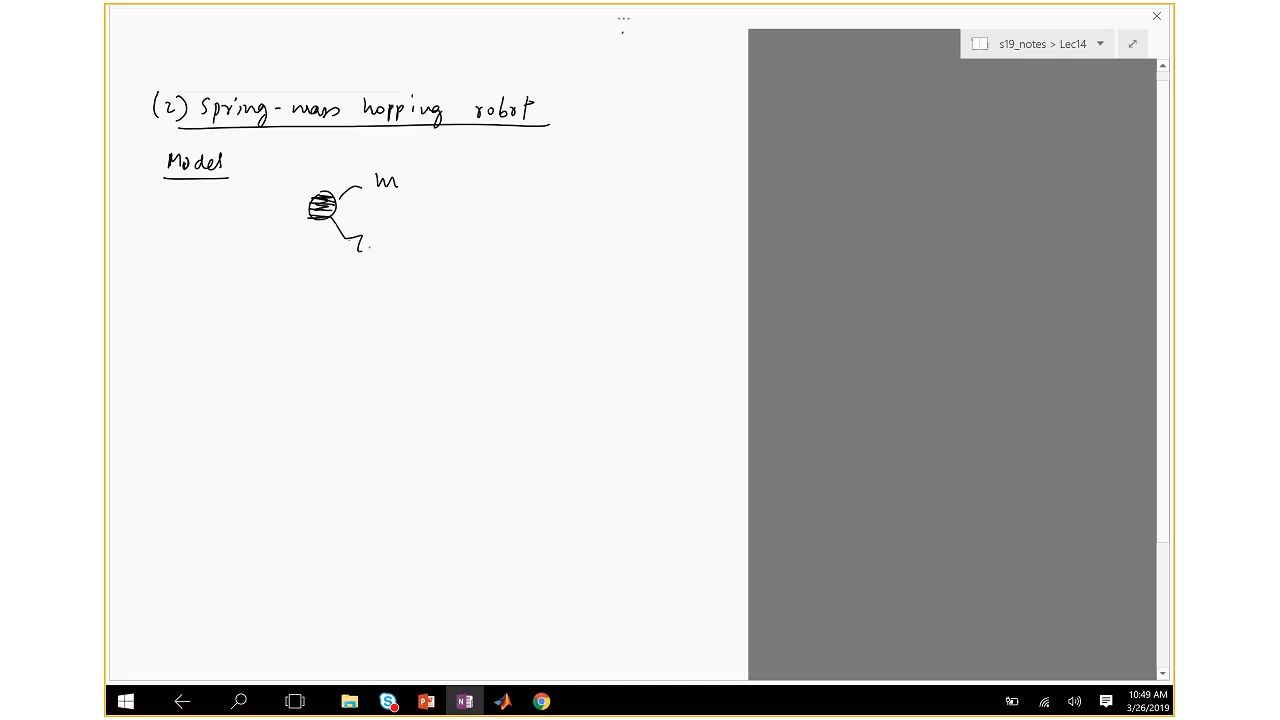 s19_notes > Lec14
(2) Spring-mass hopping robot
Model
m
10:49 AM
3/26/2019